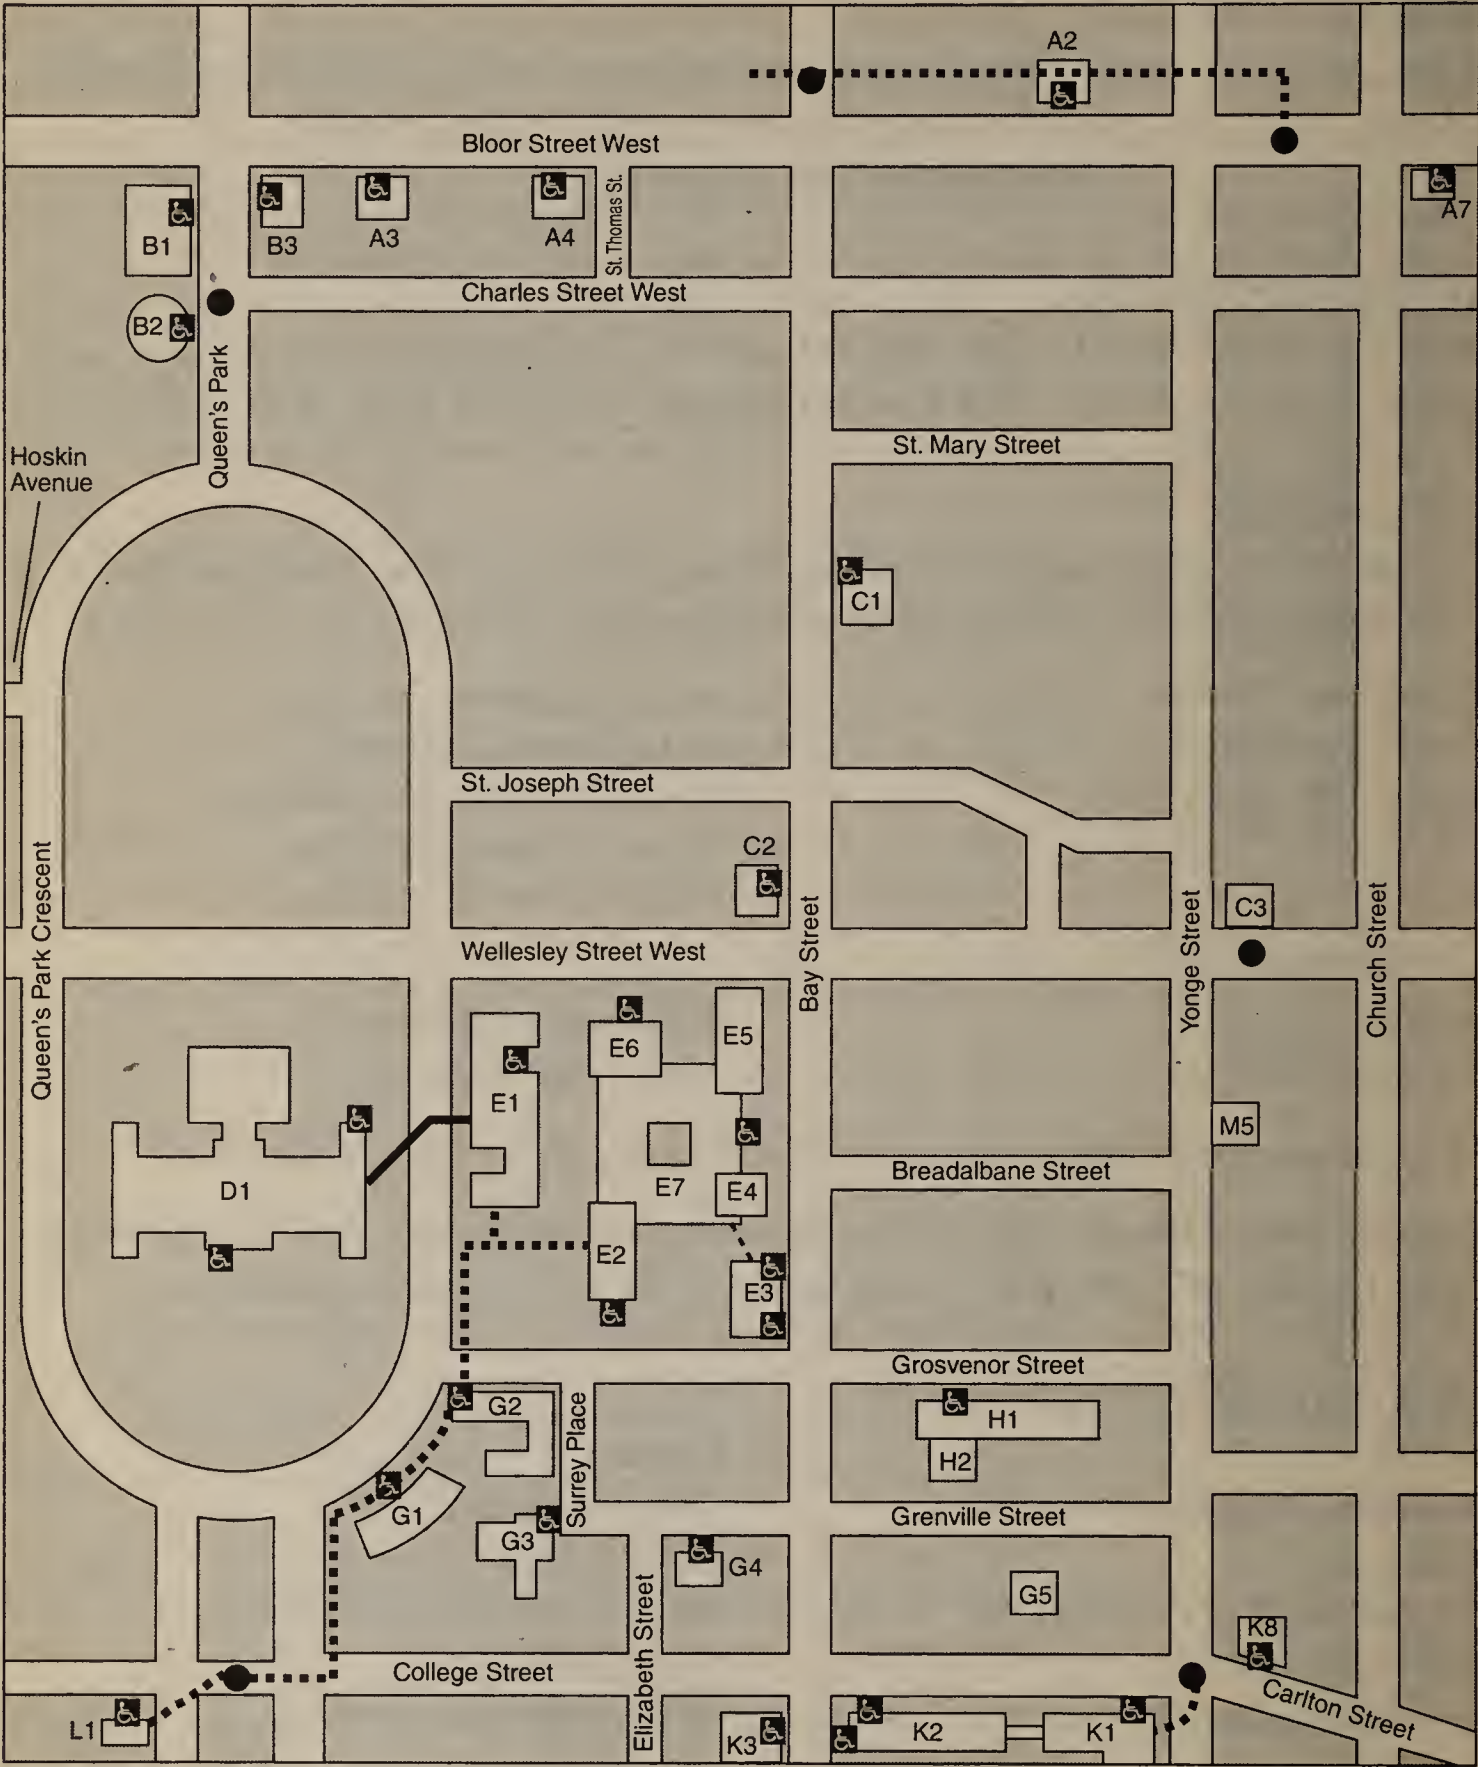 A2
Bloor Street West
St. Thomas St.
B1
B3
A3
A4
A7
Charles Street West
B2
Queen's Park
St. Mary Street
Hoskin
Avenue
C1
St. Joseph Street
C2
C3
Queen's Park Crescent
Wellesley Street West
Bay Street
Yonge Street
Church Street
E6
E5
E1
M5
D1
E7
E4
Breadalbane Street
E2
E3
Grosvenor Street
G2
H1
Surrey Place
H2
G1
G3
Grenville Street
G4
G5
Elizabeth Street
K8
College Street
Carlton Street
L1
K3
K2
K1